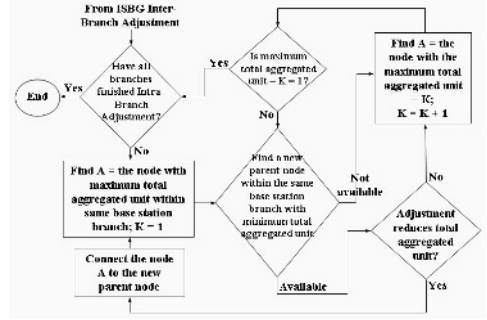 From ISBG Inter-
Branch Adjustment
Have all
branches
finished Intra
Branch
Adjustment?
Yes
End
No
Find A = the node with
maximum total
aggregated unit within
same base station
branch; K = 1
Connect the node
A to the new
parent node
Is maximum
total aggregated
unit – K = 1?
Yes
No
Find a new
parent node
within the same
base station
branch with
minimum total
aggregated unit
Not
available
Available
Find A = the
node with the
maximum total
aggregated unit
– K;
K = K + 1
No
Adjustment
reduces total
aggregated
unit?
Yes